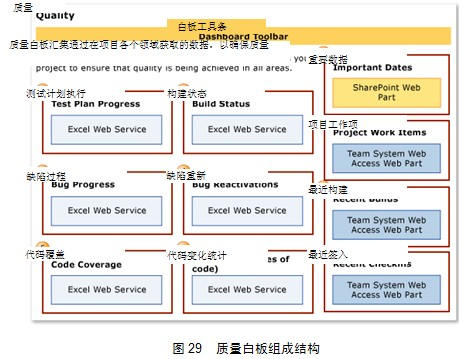 质量
Quality
白板工具条
Dashboard Toolbar
质量白板汇集通过在项目各个领域获取的数据，以确保质量
project to ensure that quality is being achieved in all areas.
重要数据
Important Dates
SharePoint Web
Part
测试计划执行
Test Plan Progress
Excel Web Service
构建状态
Build Status
Excel Web Service
项目工作项
Project Work Items
Team System Web
Access Web Part
缺陷过程
Bug Progress
Excel Web Service
缺陷重新
Bug Reactivations
Excel Web Service
最近构建
Recent Builds
Team System Web
Access Web Part
代码覆盖
Code Coverage
Excel Web Service
代码变化统计
es of
code)
Excel Web Service
最近签入
Recent Checkins
Team System Web
Access Web Part
图 29 质量白板组成结构